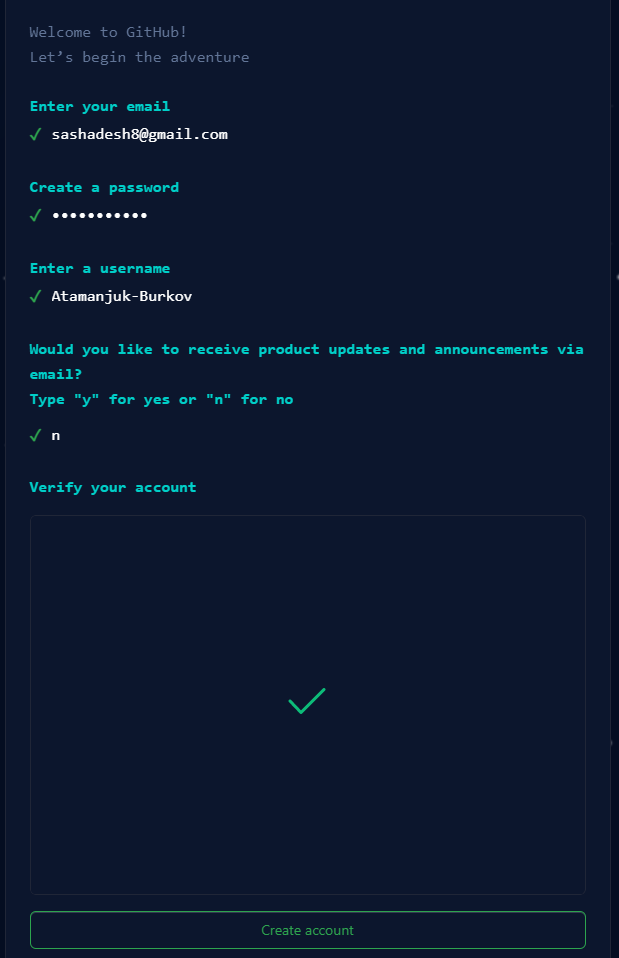 Welcome to GitHub!
Let’s begin the adventure
Enter your email
✓ sashadesh8@gmail.com
Create a password
✓ •••••••••••
Enter a username
✓ Atamanjuk-Burkov
Would you like to receive product updates and announcements via
email?
Type "y" for yes or "n" for no
✓ n
Verify your account
Create account